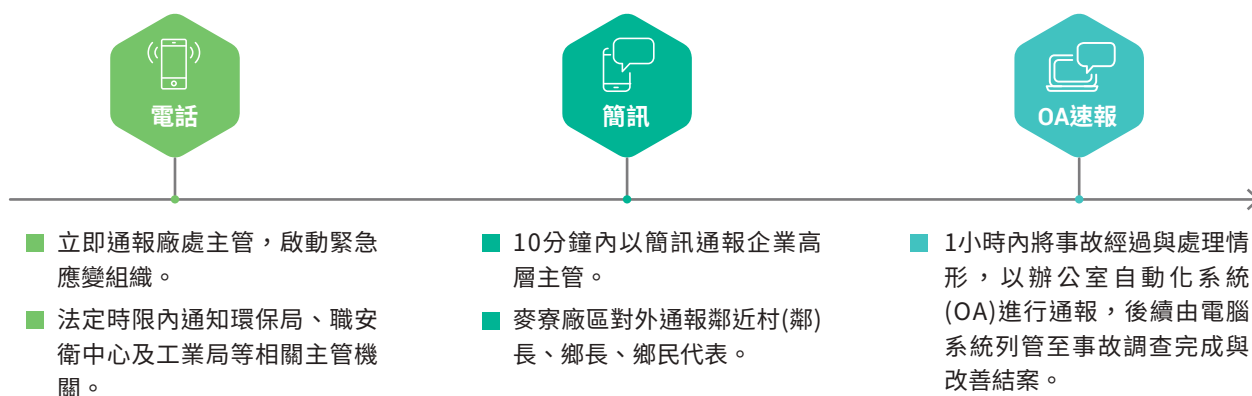 電話
簡訊
OA速報
立即通報廠處主管，啟動緊急
應變組織。
法定時限內通知環保局、職安
衛中心及工業局等相關主管機
關。
10分鐘內以簡訊通報企業高
層主管。
麥寮廠區對外通報鄰近村(鄰)
長、鄉長、鄉民代表。
1小時內將事故經過與處理情
形，以辦公室自動化系統
(OA)進行通報，後續由電腦
系統列管至事故調查完成與
改善結案。